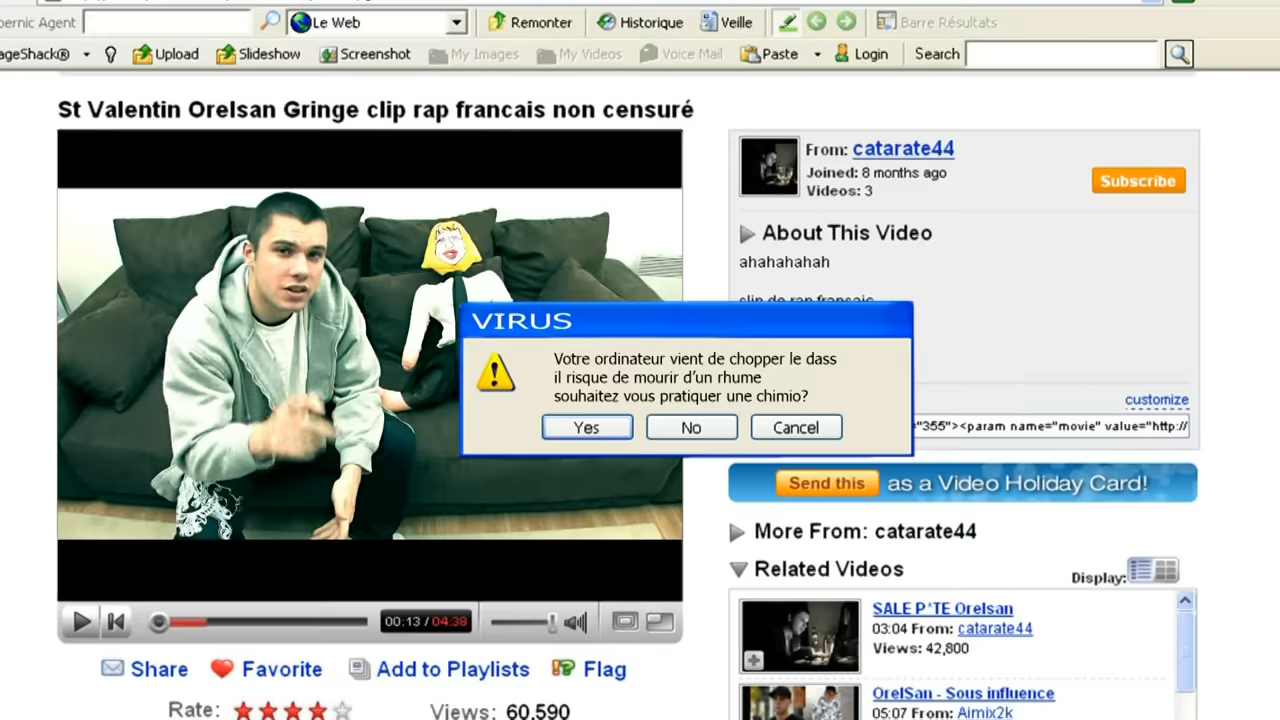 pernic Agent
Le Web
Remonter
Historique
Veille
Barre Résultats
ageShack®
Upload
Slideshow
Screenshot
My Images
My Videos
Voice Mail
Paste
Login
Search
St Valentin Orelsan Gringe clip rap francais non censuré
From: catarate44
Joined: 8 months ago
Videos: 3
Subscribe
About This Video
ahahahahah
clip de rap francais
VIRUS
Votre ordinateur vient de chopper le dass
il risque de mourir d'un rhume
souhaitez vous pratiquer une chimio?
Yes
No
Cancel
customize
="355"><param name="movie" value="http://
Send this as a Video Holiday Card!
More From: catarate44
Related Videos
Display:
SALE P*TE Orelsan
03:04 From: catarate44
Views: 42,800
OrelSan - Sous influence
05:07 From: Aimix2k
00:13 / 04:38
Share
Favorite
Add to Playlists
Flag
Rate:
Views: 60,590